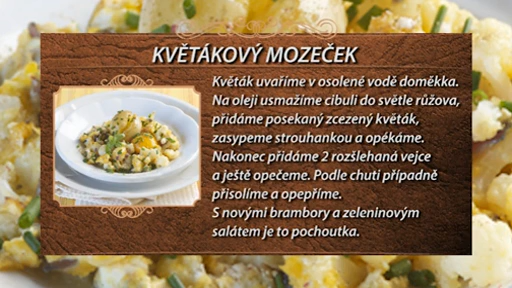 KVĚTÁKOVÝ MOZEČEK
Květák uvaříme v osolené vodě doměkka.
Na oleji usmažíme cibuli do světle růžova,
přidáme posekaný zcezený květák,
zasypeme strouhankou a opékáme.
Nakonec přidáme 2 rozšlehaná vejce
a ještě opečeme. Podle chuti případně
přisolíme a opepříme.
S novými brambory a zeleninovým
salátem je to pochoutka.